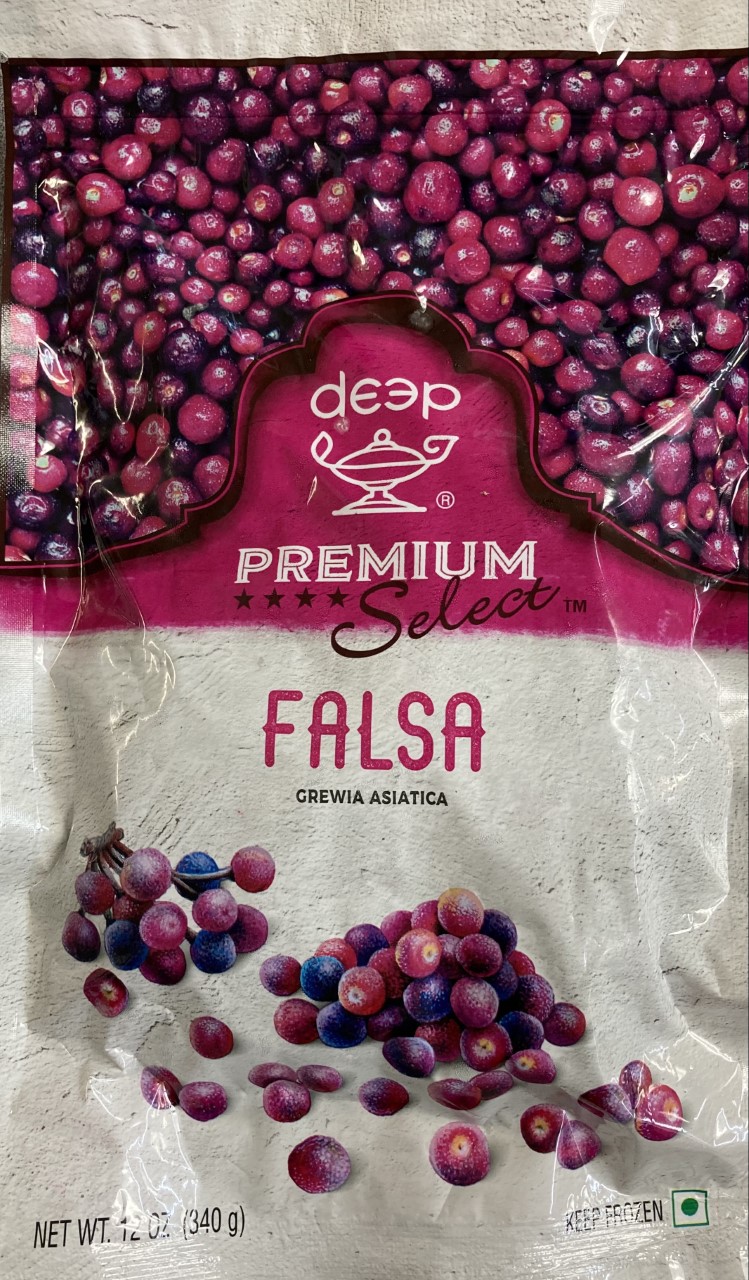 deep
®
PREMIUM
Select™
FALSA
GREWIA ASIATICA
NET WT. 12 OZ (340 g)
KEEP FROZEN